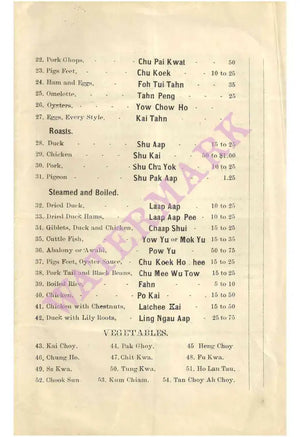 22. Pork Chops, - Chu Pai Kwat - 50
23. Pigs Feet, - Chu Koek - 10 to 25
24. Ham and Eggs, - Foh Tui Tahn - 35
25. Omelette, - Tahn Peng - 25
26. Oysters, - Yow Chow Ho
27. Eggs, Every Style, - Kai Tahn
Roasts.
28. Duck - Shu Aap - 15 to 25
29. Chicken - Shu Kai - 50 to $1.00
30. Pork, - Shu Cha Yok - 10 to 25
31. Pigeon - Shu Pak Aap - 1.25
Steamed and Boiled.
32. Dried Duck, - Laap Aap - 10 to 25
33. Dried Duck Hams, - Laap Aap Pee - 10 to
34. Giblets, Duck and Chicken, - Chaap Shui - 15 to 25
35. Cuttle Fish, - Yow Yu or Mok Yu - 15 to 35
36. Abalony or Awabi, - Pow Yu - 50 to 75
37. Pigs Feet, Oyster Sauce, - Chu Koek Ho hee - 15 to 25
38. Pork Tail and Black Beans, Chu Mee Wu Tow - 15 to 25
39. Boiled Rice, - Fahn - 5 to 10
40. Chicken, - Po Kai - 15 to 50
41. Chicken with Chestnuts, - Laichee Kai - 15 to 50
42. Duck with Lily Roots, - Ling Ngau Aap - 25 to 75
VEGETABLES.
43. Kai Choy. 44. Pak Choy. 45 Heng Choy
46. Chung Ho. 47. Chit Kwa. 48. Fu Kwa.
49. Sz Kwa. 50. Tung Kwa. 51. Ho Lan Tau,
52. Chook Sun 53. Kum Chiam. 54. Tan Choy Ah Choy.
WATERMARK